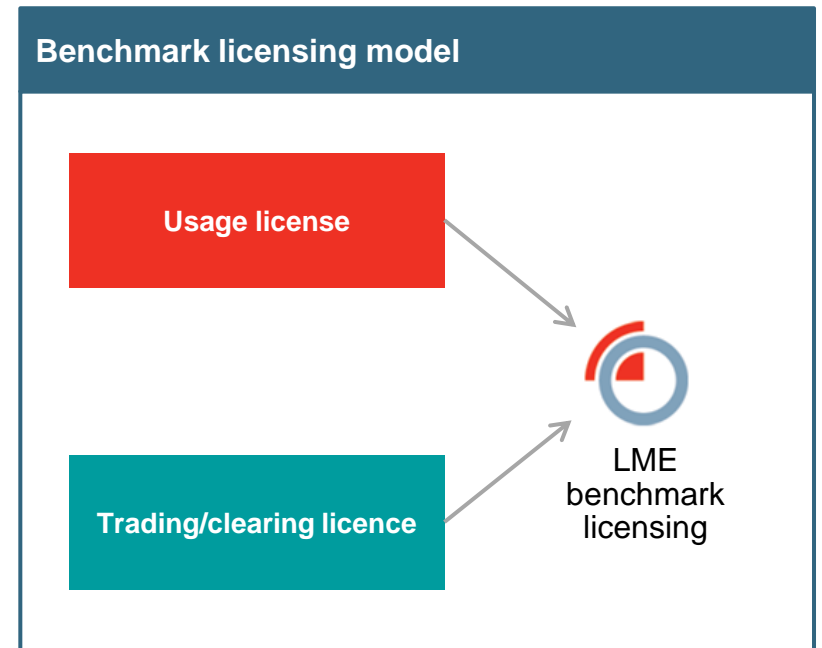 Benchmark licensing model
Usage license
Trading/clearing licence
LME
benchmark
licensing